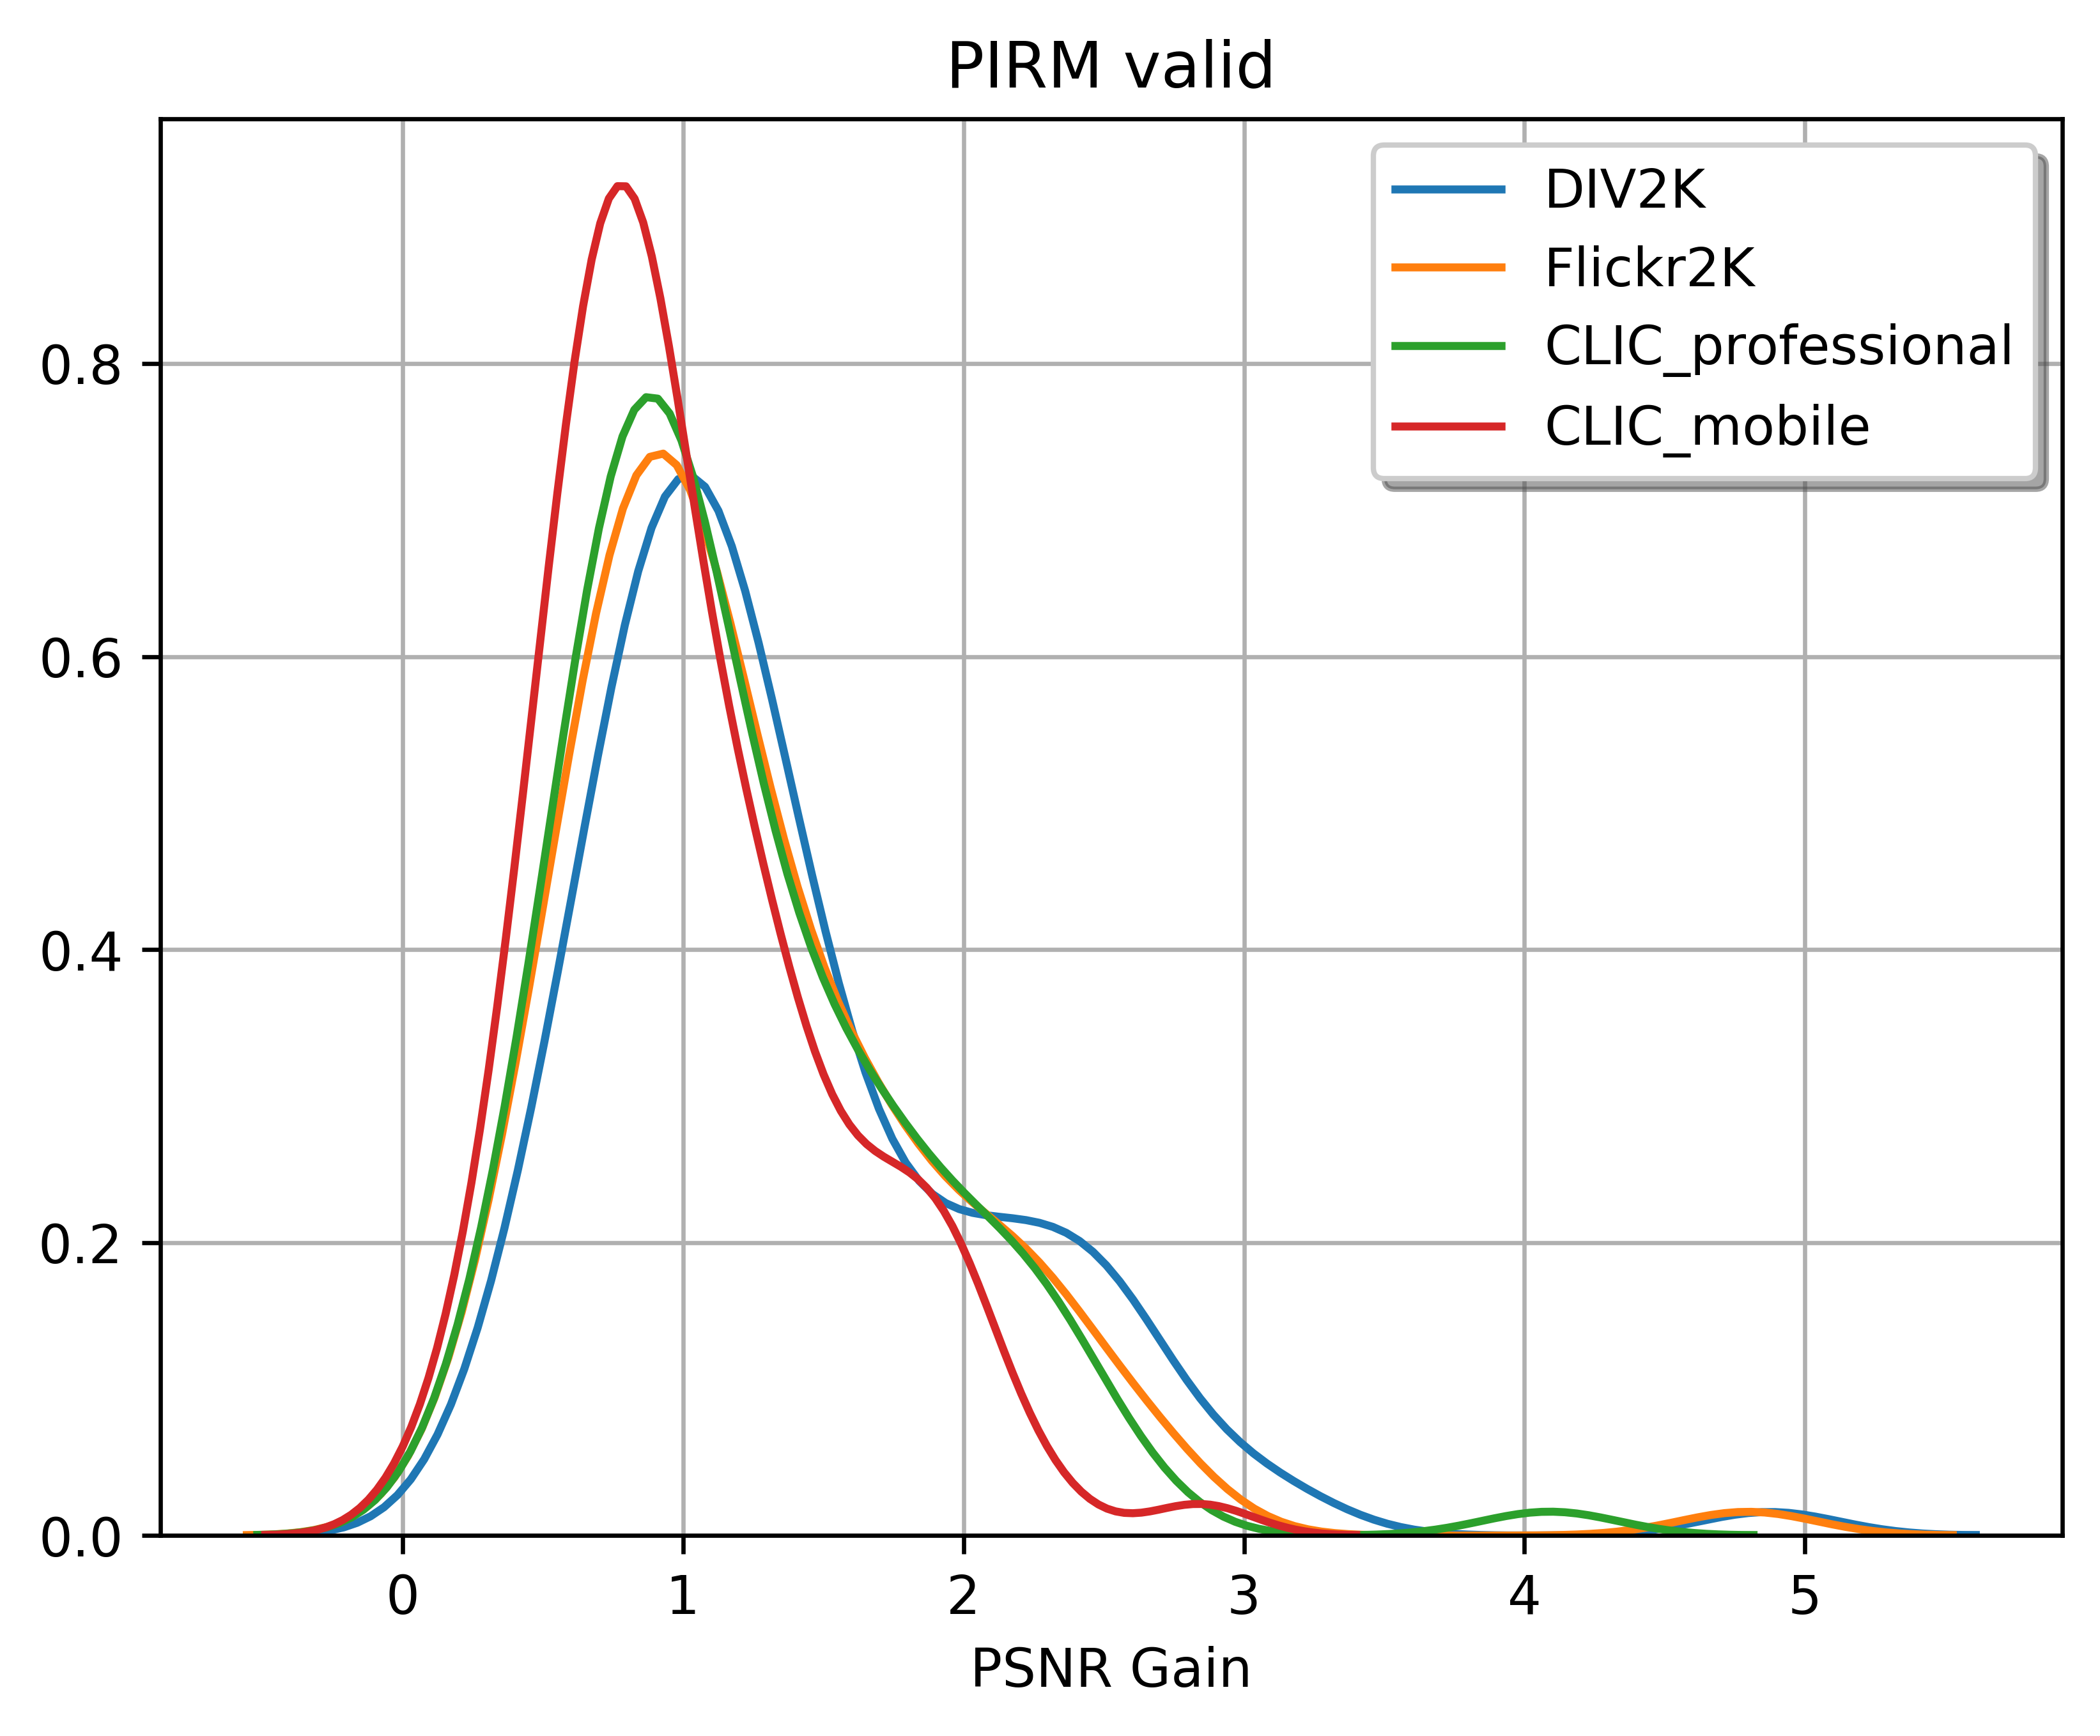 PIRM valid
DIV2K
Flickr2K
CLIC_professional
CLIC_mobile
0.8
0.6
0.4
0.2
0.0
0 1 2 3 4 5
PSNR Gain